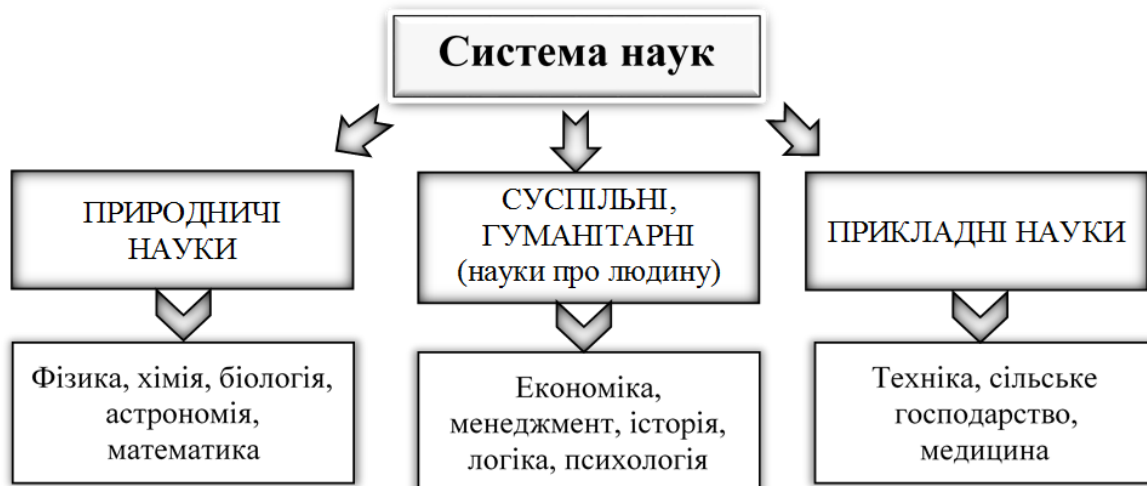 Система наук
ПРИРОДНИЧІ
НАУКИ
СУСПІЛЬНІ,
ГУМАНІТАРНІ
(науки про людину)
ПРИКЛАДНІ НАУКИ
Фізика, хімія, біологія,
астрономія,
математика
Економіка,
менеджмент, історія,
логіка, психологія
Техніка, сільське
господарство,
медицина